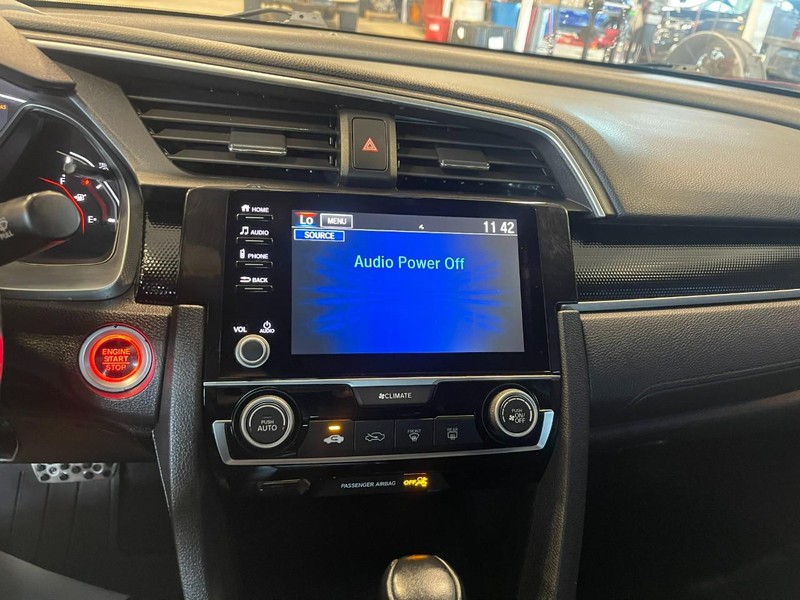 HOME
AUDIO
PHONE
BACK
VOL
AUDIO
Lo
MENU
11 42
SOURCE
Audio Power Off
F
E
PULL
ENGINE
START
STOP
CLIMATE
PUSH
AUTO
FRONT
REAR
PUSH
ON/
OFF
PASSENGER AIRBAG
OFF